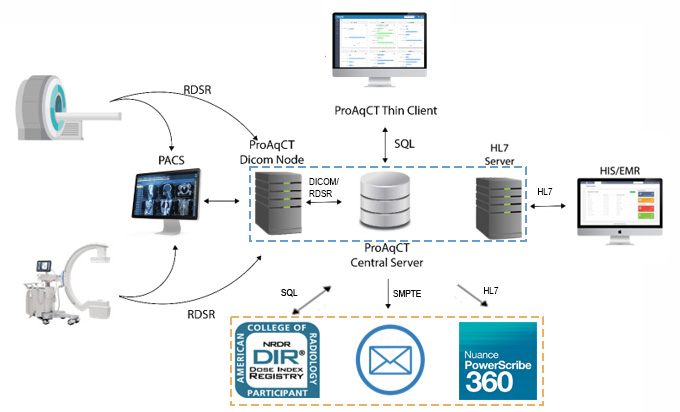 RDSR
ProAqCT Thin Client
SQL
PACS
ProAqCT
Dicom Node
HL7
Server
HIS/EMR
DICOM/
RDSR
HL7
ProAqCT
Central Server
RDSR
SQL
SMPTE
HL7
AMERICAN
COLLEGE OF
RADIOLOGY
NRDR
DIR®
DOSE INDEX
REGISTRY
PARTICIPANT
Nuance
PowerScribe
360